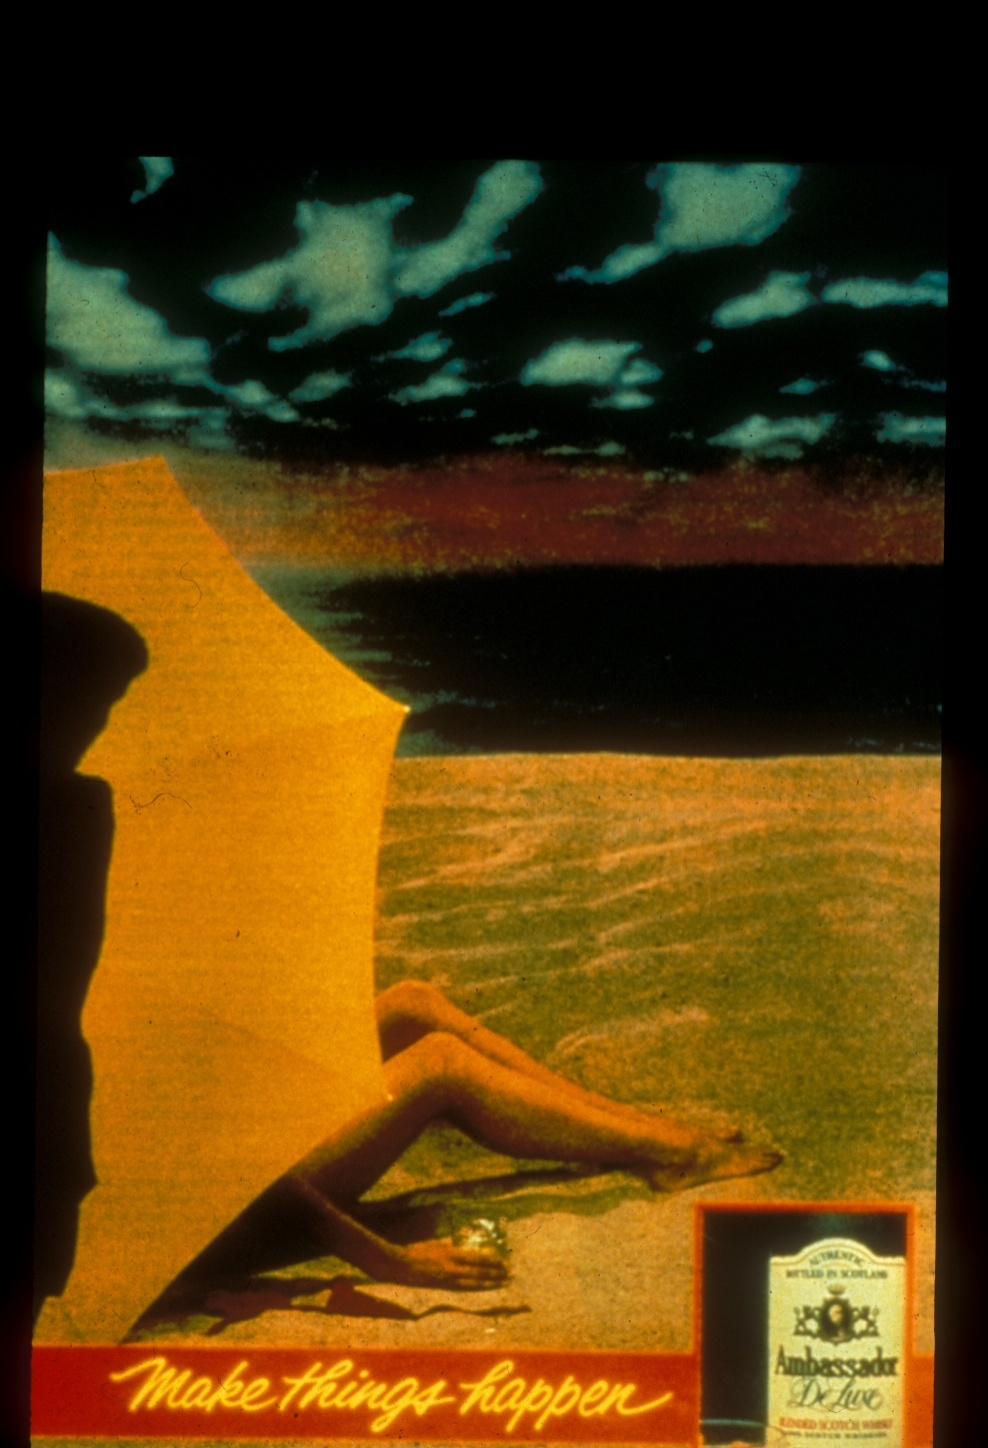 Make things happen
AUTHENTIC
BOTTLED IN SCOTLAND
Ambassador
De Luxe
BLENDED SCOTCH WHISKY